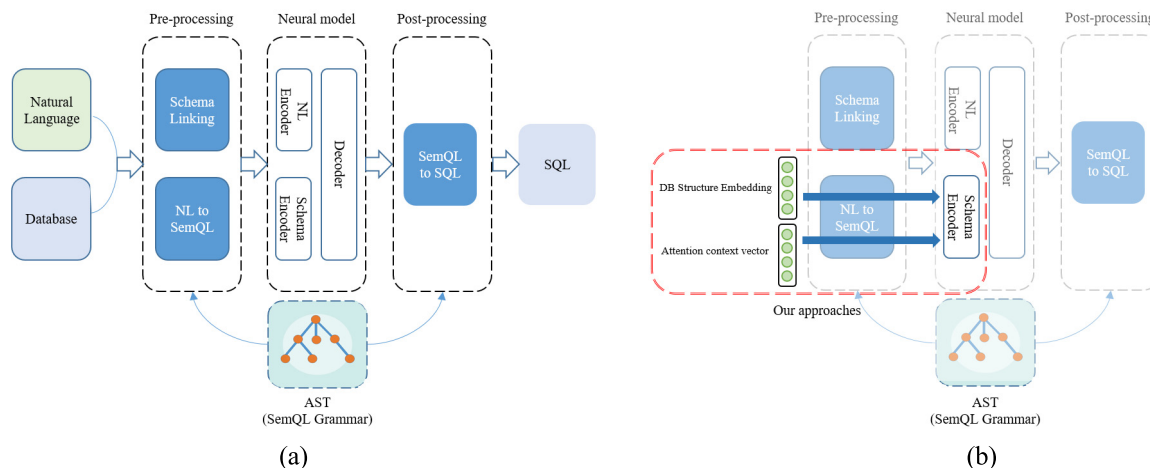 Pre-processing
Neural model
Post-processing
Natural
Language
Database
Schema
Linking
NL to
SemQL
NL
Encoder
Schema
Encoder
Decoder
SemQL
to SQL
SQL
AST
(SemQL Grammar)
(a)
Pre-processing
Neural model
Post-processing
Schema
Linking
NL to
SemQL
NL
Encoder
Schema
Encoder
Decoder
SemQL
to SQL
DB Structure Embedding
Attention context vector
Our approaches
AST
(SemQL Grammar)
(b)